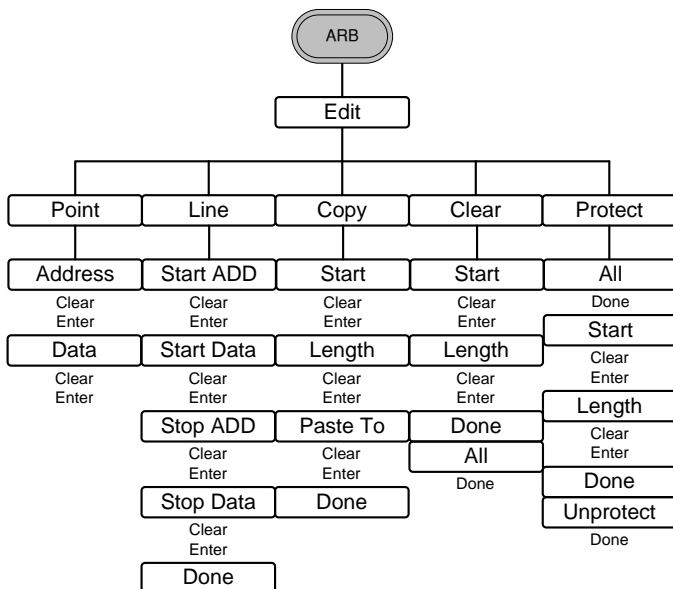 ARB
Edit
Point
Line
Copy
Clear
Protect
Address
Clear
Enter
Data
Clear
Enter
Start ADD
Clear
Enter
Start Data
Clear
Enter
Stop ADD
Clear
Enter
Stop Data
Clear
Enter
Done
Start
Clear
Enter
Length
Clear
Enter
Paste To
Clear
Enter
Done
Start
Clear
Enter
Length
Clear
Enter
Done
All
Done
All
Done
Start
Clear
Enter
Length
Clear
Enter
Done
Unprotect
Done